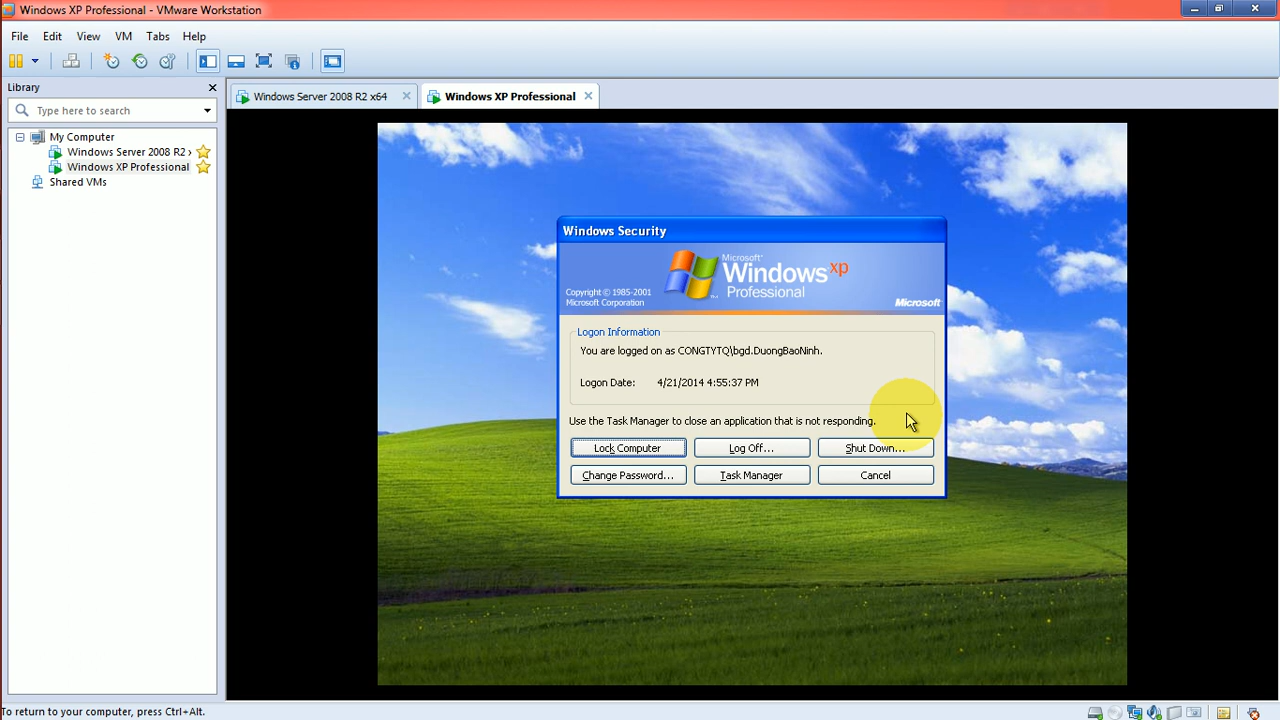 Windows XP Professional - VMware Workstation
File Edit View VM Tabs Help
Library
Type here to search
My Computer
Windows Server 2008 R2 x
Windows XP Professional
Shared VMs
Windows Server 2008 R2 x64
Windows XP Professional
Windows Security
Copyright © 1985-2001
Microsoft Corporation
Microsoft®
Windows xp
Professional
Microsoft
Logon Information
You are logged on as CONGTYTQ\bgd.DuongBaoNinh.
Logon Date: 4/21/2014 4:55:37 PM
Use the Task Manager to close an application that is not responding.
Lock Computer Log Off... Shut Down...
Change Password... Task Manager Cancel
To return to your computer, press Ctrl+Alt.